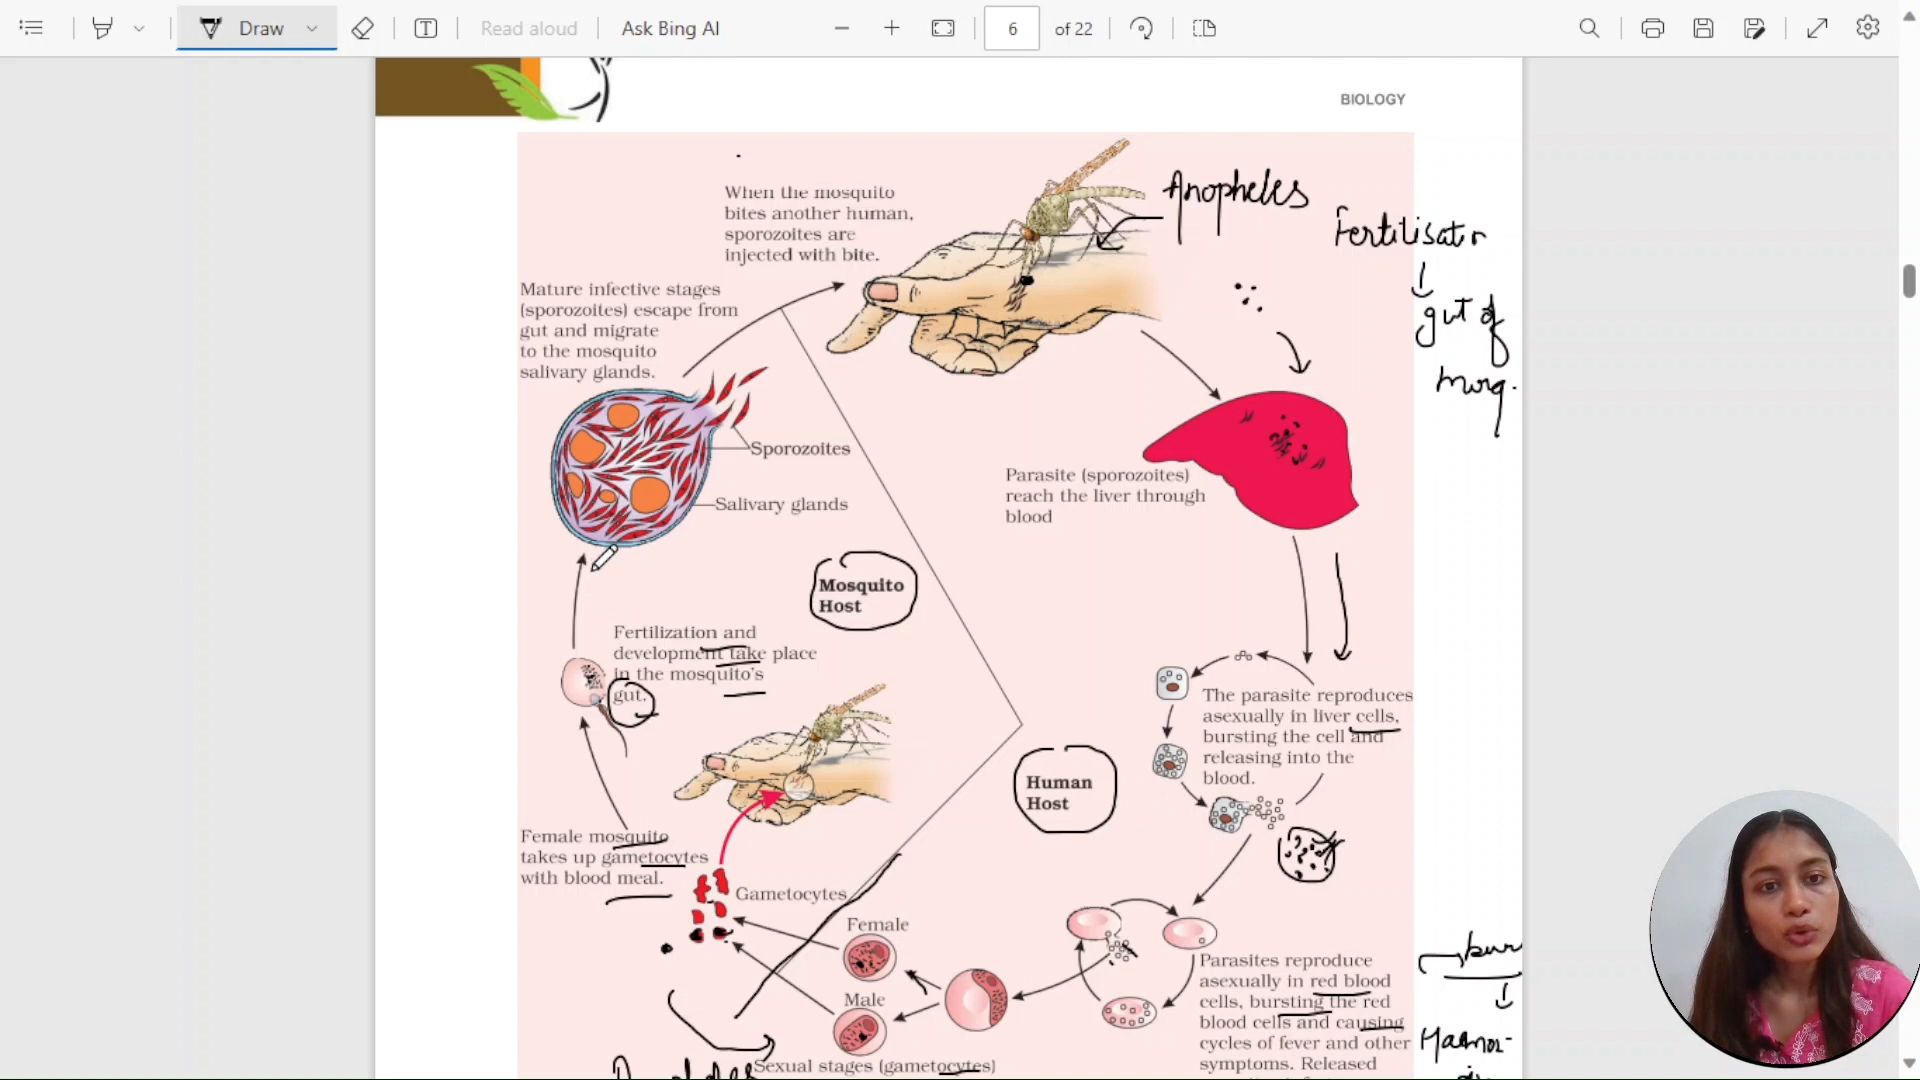 Draw
Read aloud
Ask Bing AI
6
of 22
BIOLOGY
When the mosquito
bites another human,
sporozoites are
injected with bite.
Anopheles
Fertilisatn
gut of
Mature infective stages
(sporozoites) escape from
gut and migrate
to the mosquito
salivary glands.
Sporozoites
Salivary glands
Parasite (sporozoites)
reach the liver through
blood
Mosquito
Host
Fertilization and
development take place
in the mosquito's
gut.
The parasite reproduces
asexually in liver cells,
bursting the cell and
releasing into the
blood.
Human
Host
Female mosquito
takes up gametocytes
with blood meal.
Gametocytes
Female
Male
Sexual stages (gametocytes)
Parasites reproduce
asexually in red blood
cells, bursting the red
blood cells and causing
cycles of fever and other
symptoms. Released
bur